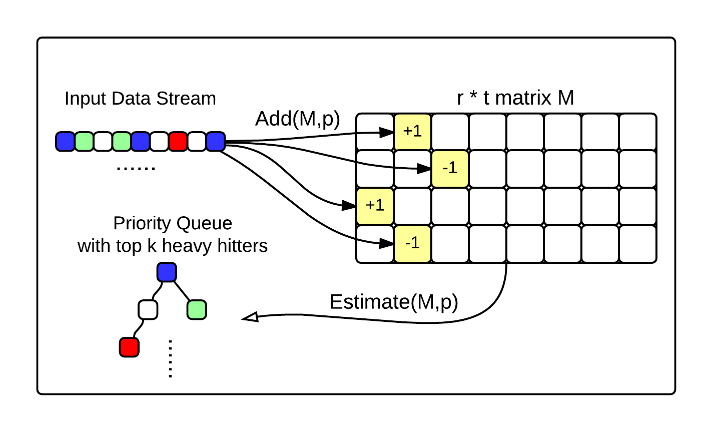 Input Data Stream
......
Add(M,p)
r * t matrix M
+1
-1
+1
-1
Priority Queue
with top k heavy hitters
Estimate(M,p)